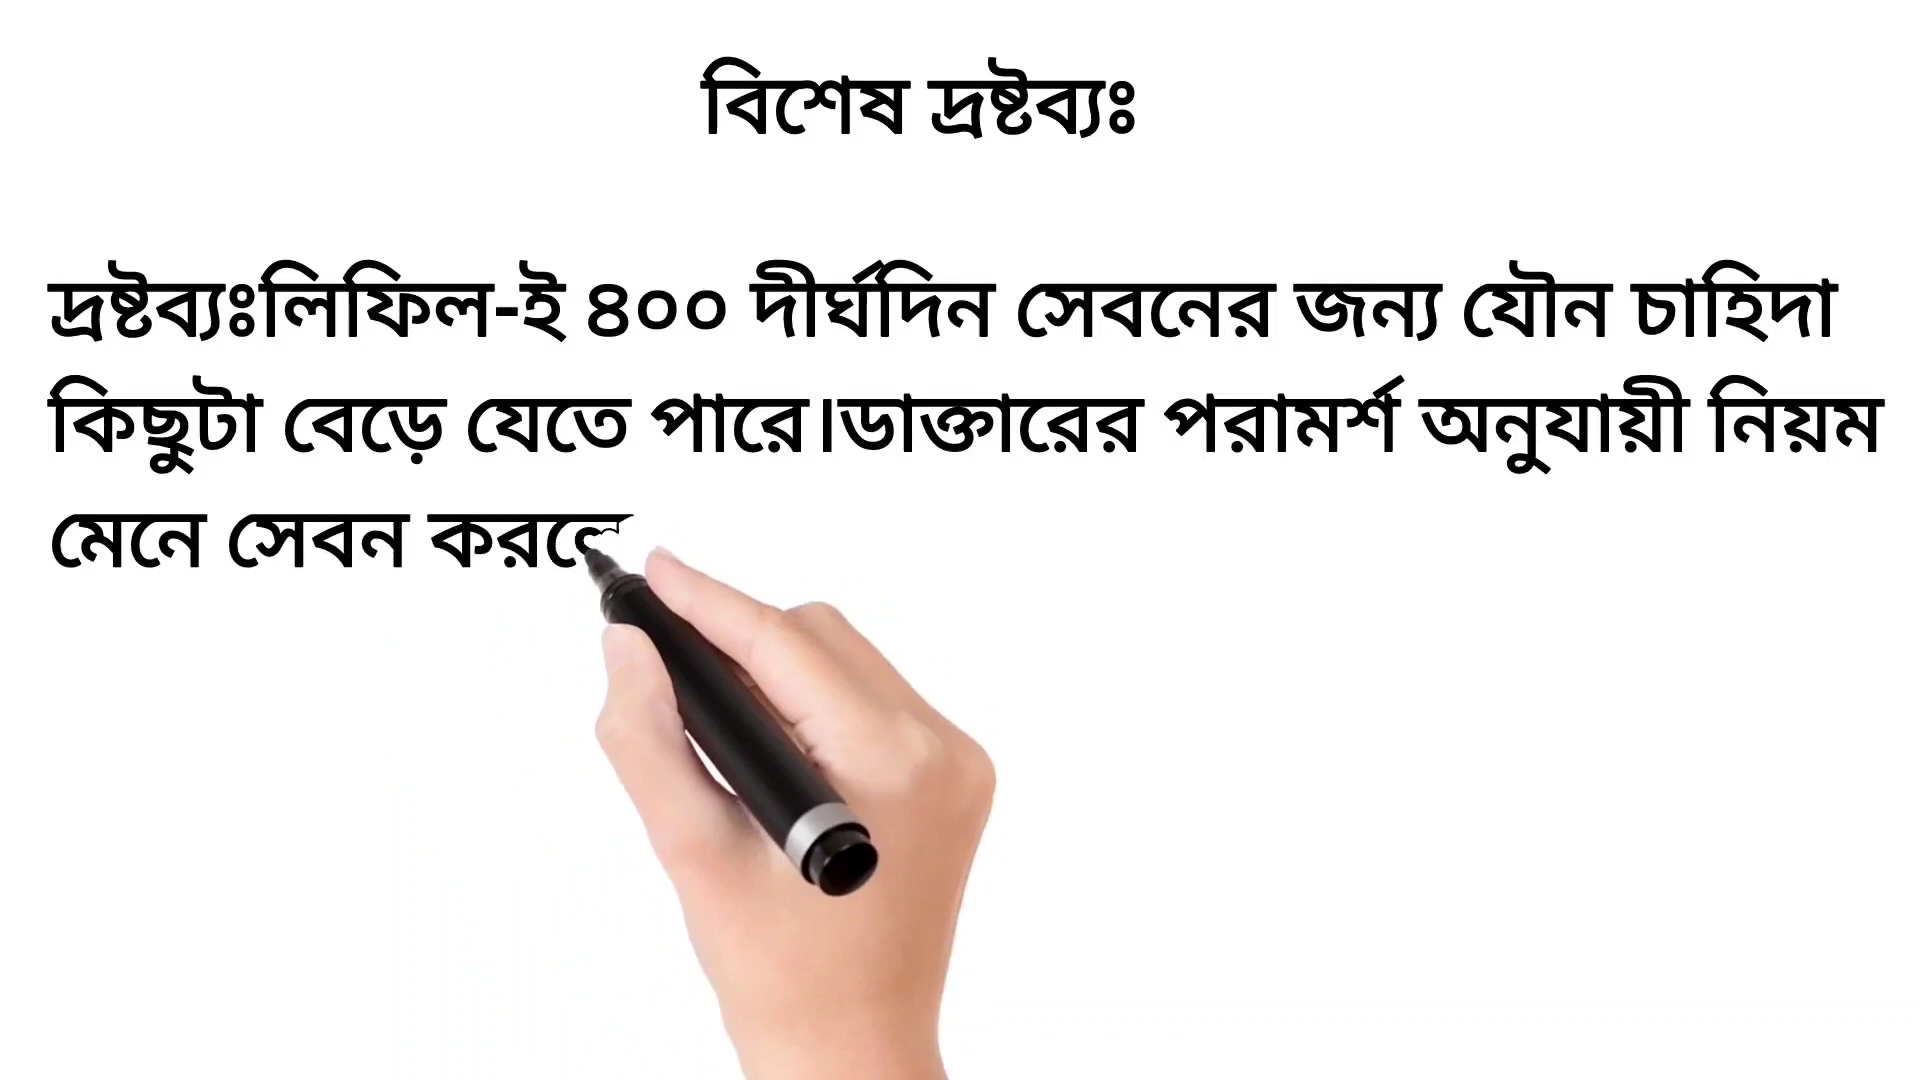 বিশেষ দ্রষ্টব্যঃ
দ্রষ্টব্যঃলিফিল-ই ৪০০ দীর্ঘদিন সেবনের জন্য যৌন চাহিদা
কিছুটা বেড়ে যেতে পারে।ডাক্তারের পরামর্শ অনুযায়ী নিয়ম
মেনে সেবন